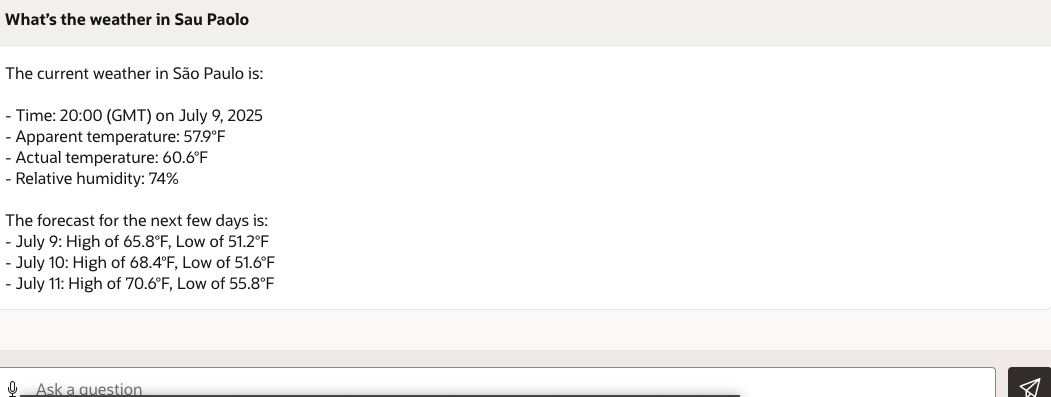 What's the weather in Sau Paolo
The current weather in São Paulo is:
- Time: 20:00 (GMT) on July 9, 2025
- Apparent temperature: 57.9°F
- Actual temperature: 60.6°F
- Relative humidity: 74%
The forecast for the next few days is:
- July 9: High of 65.8°F, Low of 51.2°F
- July 10: High of 68.4°F, Low of 51.6°F
- July 11: High of 70.6°F, Low of 55.8°F
Ask a question